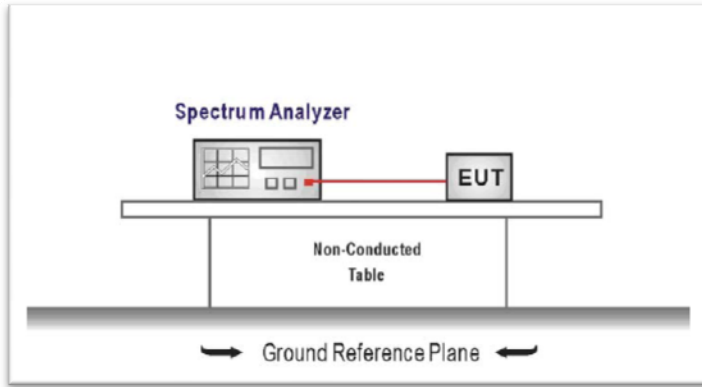 Spectrum Analyzer
EUT
Non-Conducted
Table
Ground Reference Plane